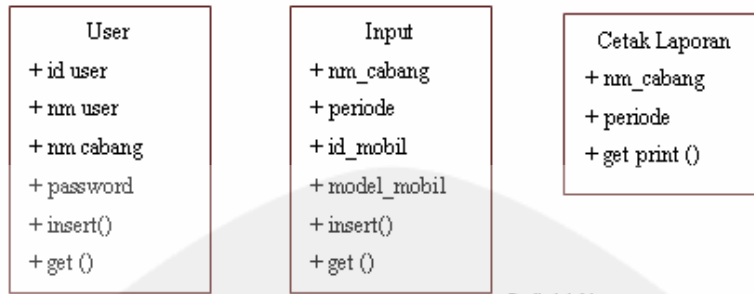 User
+ id user
+ nm user
+ nm cabang
+ password
+ insert()
+ get ()
Input
+ nm_cabang
+ periode
+ id_mobil
+ model_mobil
+ insert()
+ get ()
Cetak Laporan
+ nm_cabang
+ periode
+ get print ()